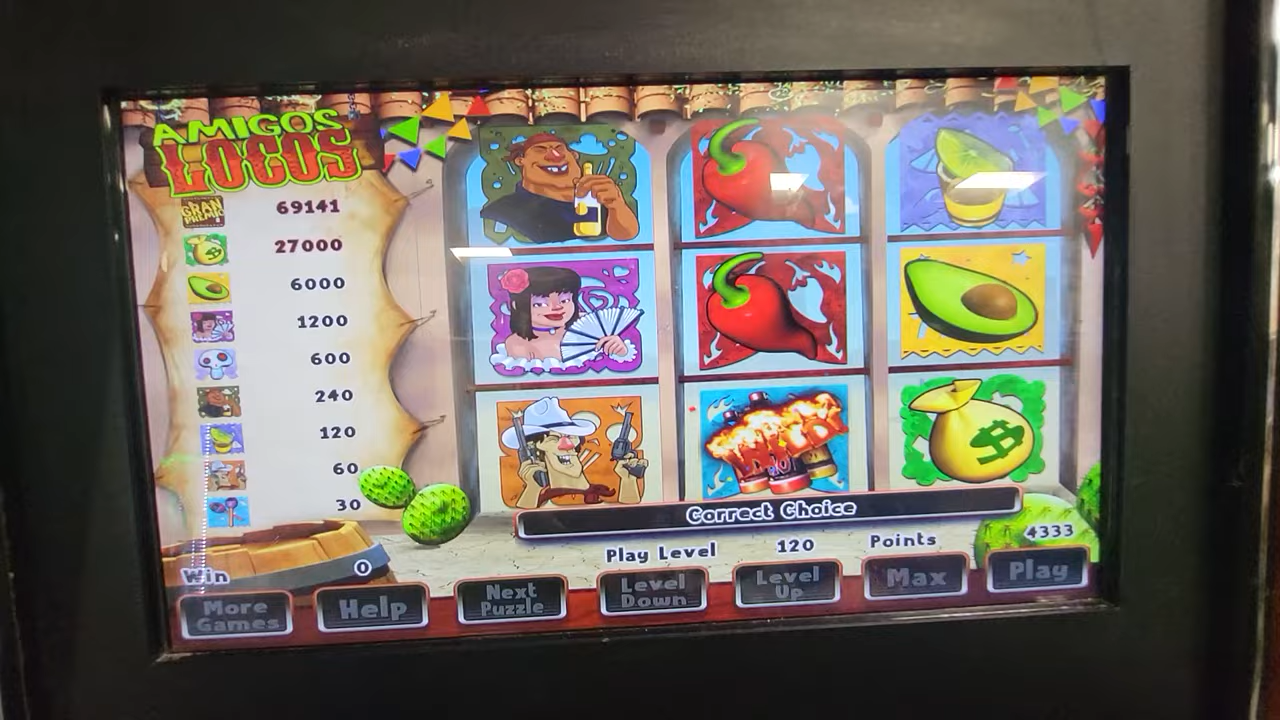 AMIGOS
LOCOS
GRAN
PREMIO
69141
27000
6000
1200
600
240
120
60
30
Correct Choice
Play Level 120 Points 4333
Win 0
More
Games
Help
Next
Puzzle
Level
Down
Level
Up
Max
Play